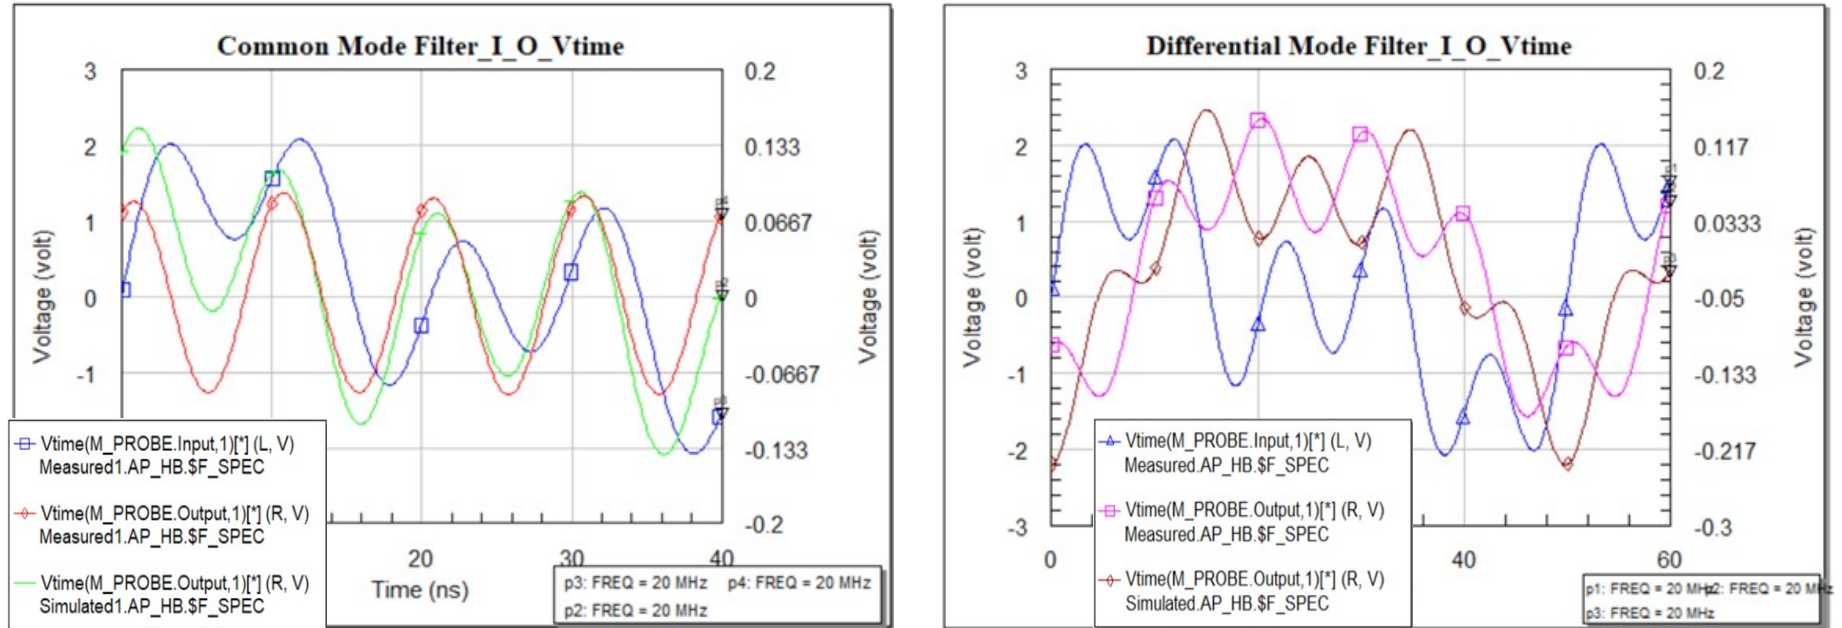 Common Mode Filter_I_O_Vtime
3
2
1
0
-1
Voltage (volt)
0.2
0.133
0.0667
0
-0.0667
-0.133
-0.2
Voltage (volt)
20
30
40
Time (ns)
Vtime(M_PROBE.Input,1)[*] (L, V)
Measured1.AP_HB.$F_SPEC
Vtime(M_PROBE.Output,1)[*] (R, V)
Measured1.AP_HB.$F_SPEC
Vtime(M_PROBE.Output,1)[*] (R, V)
Simulated1.AP_HB.$F_SPEC
p3: FREQ = 20 MHz p4: FREQ = 20 MHz
p2: FREQ = 20 MHz
Differential Mode Filter_I_O_Vtime
3
2
1
0
-1
-2
-3
Voltage (volt)
0.2
0.117
0.0333
-0.05
-0.133
-0.217
-0.3
Voltage (volt)
0
40
60
Vtime(M_PROBE.Input,1)[*] (L, V)
Measured.AP_HB.$F_SPEC
Vtime(M_PROBE.Output,1)[*] (R, V)
Measured.AP_HB.$F_SPEC
Vtime(M_PROBE.Output,1)[*] (R, V)
Simulated.AP_HB.$F_SPEC
p1: FREQ = 20 MHz p2: FREQ = 20 MHz
p3: FREQ = 20 MHz